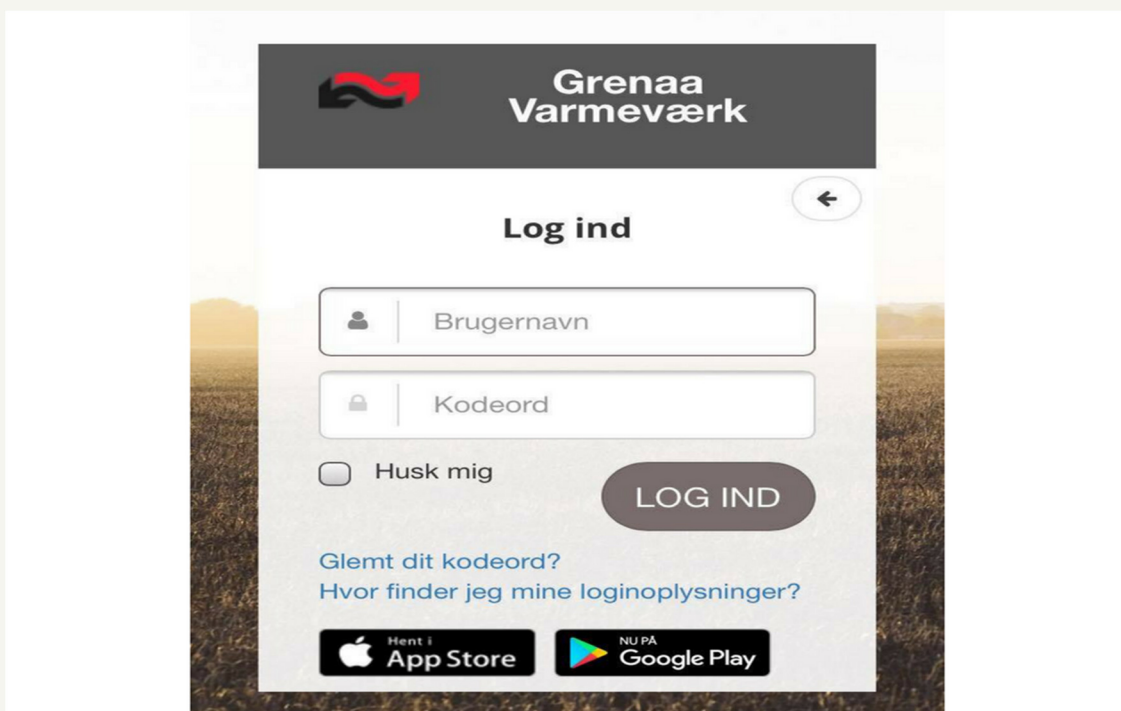 Grenaa
Varmeværk
Log ind
Brugernavn
Kodeord
Husk mig
LOG IND
Glemt dit kodeord?
Hvor finder jeg mine loginoplysninger?
Hent i
App Store
NU PÅ
Google Play